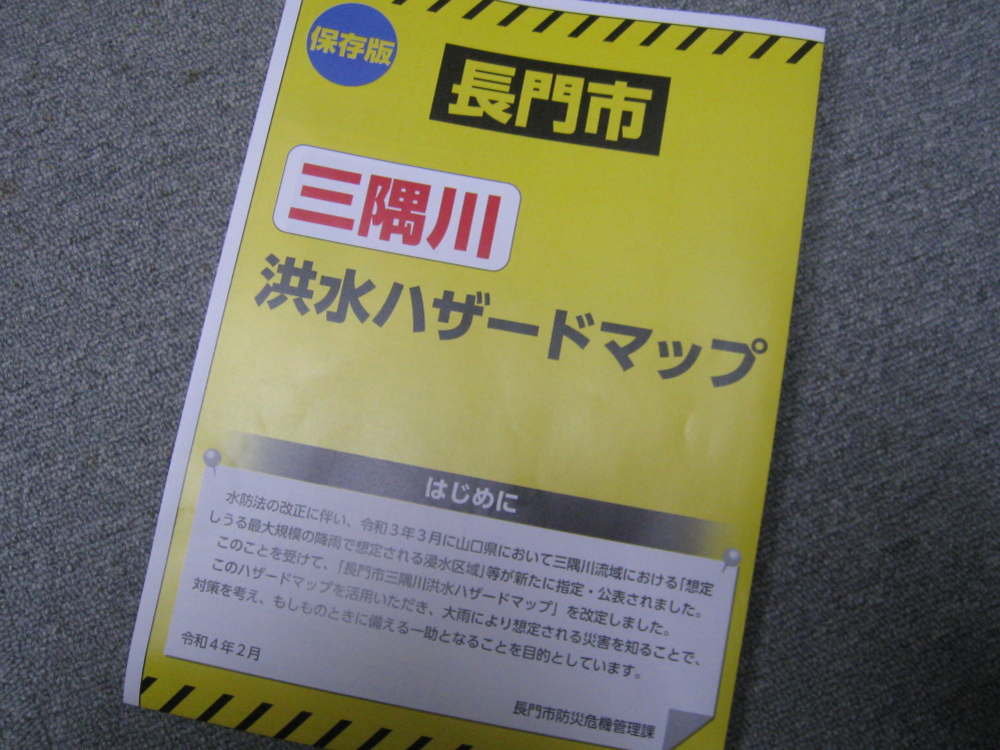 保存版
長門市
三隅川
洪水ハザードマップ
はじめに
水防法の改正に伴い、令和３年３月に山口県において三隅川流域における「想定
しうる最大規模の降雨で想定される浸水区域」等が新たに指定・公表されました。
このことを受けて、「長門市三隅川洪水ハザードマップ」を改定しました。
このハザードマップを活用いただき、大雨により想定される災害を知ることで、
対策を考え、もしものときに備える一助となることを目的としています。
令和４年２月
長門市防災危機管理課